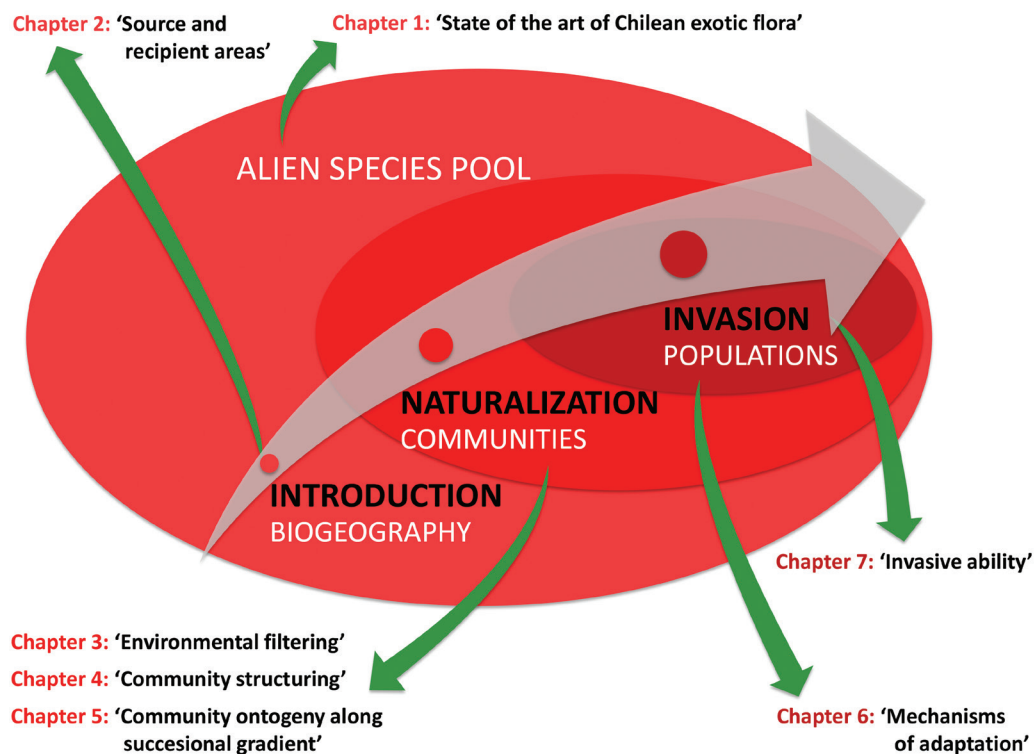 Chapter 2: ‘Source and
recipient areas’
Chapter 1: ‘State of the art of Chilean exotic flora’
ALIEN SPECIES POOL
INVASION
POPULATIONS
NATURALIZATION
COMMUNITIES
INTRODUCTION
BIOGEOGRAPHY
Chapter 7: ‘Invasive ability’
Chapter 3: ‘Environmental filtering’
Chapter 4: ‘Community structuring’
Chapter 5: ‘Community ontogeny along
succesional gradient’
Chapter 6: ‘Mechanisms
of adaptation’